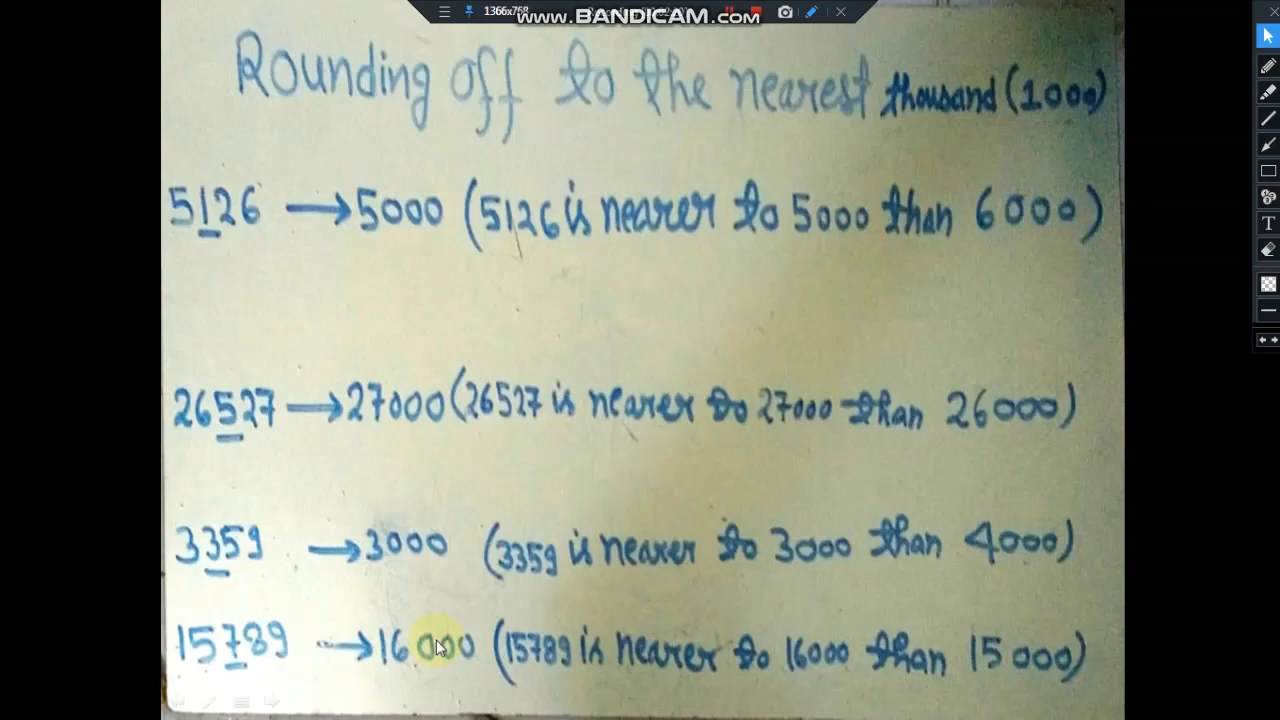 1366x768
www.BANDICAM.com
Rounding off to the nearest thousand (1000)
5126 → 5000 (5126 is nearer to 5000 than 6000)
26527 → 27000 (26527 is nearer to 27000 than 26000)
3359 → 3000 (3359 is nearer to 3000 than 4000)
15789 → 16000 (15789 is nearer to 16000 than 15000)